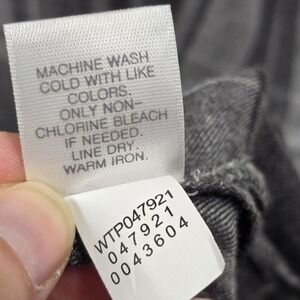 MACHINE WASH
COLD WITH LIKE
COLORS.
ONLY NON-
CHLORINE BLEACH
IF NEEDED.
LINE DRY.
WARM IRON.
WTP047921
047921
0043604